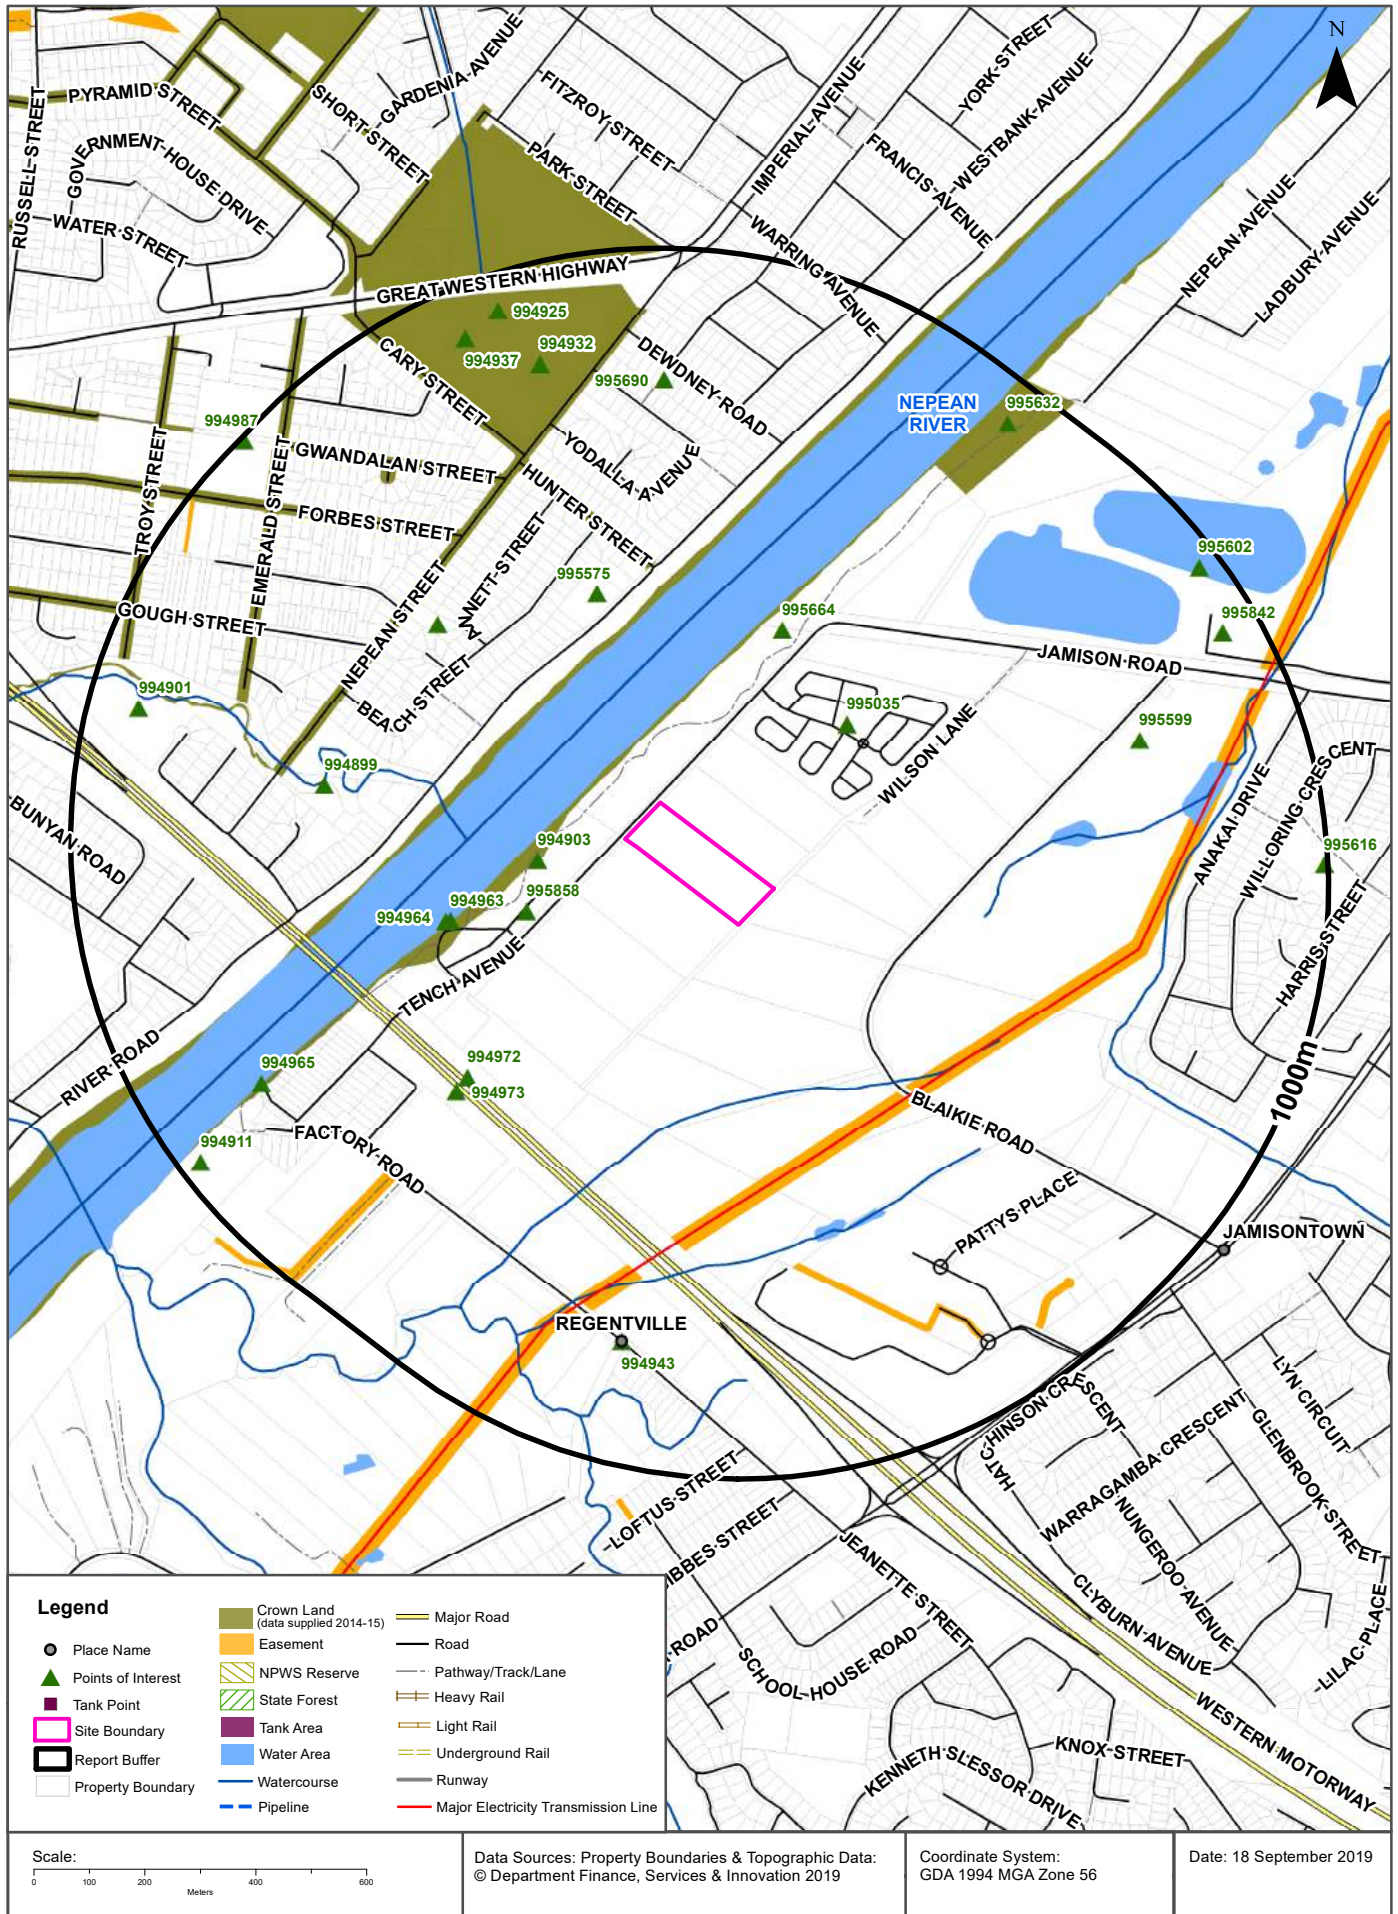 N
GARDENIA AVENUE
YORK STREET
PYRAMID STREET
SHORT STREET
FITZROY STREET
IMPERIAL AVENUE
WESTBANK AVENUE
RUSSELL STREET
GOVERNMENT HOUSE DRIVE
PARK STREET
FRANCIS AVENUE
WATER STREET
NEPEAN AVENUE
LADBURY AVENUE
WARRING AVENUE
GREAT WESTERN HIGHWAY
994925
994937
994932
CARY STREET
995690
DEWDNEY ROAD
NEPEAN
RIVER
995632
994987
TROY STREET
EMERALD STREET
GWANDALAN STREET
YODALLA AVENUE
HUNTER STREET
FORBES STREET
ANNETT STREET
995575
995602
GOUGH STREET
NEPEAN STREET
995664
995842
JAMISON ROAD
994901
BEACH STREET
995035
995599
WILSON LANE
994899
BUNYAN ROAD
ANAKAI DRIVE
WILLORING CRESCENT
994903
995616
995858
994963
994964
HARRIS STREET
TENCH AVENUE
RIVER ROAD
994965
994972
994973
1000m
BLAIKIE ROAD
994911
FACTORY ROAD
PATTYS PLACE
JAMISONTOWN
REGENTVILLE
994943
HATCHINSON CRESCENT
LYN CIRCUIT
WARRAGAMBA CRESCENT
GLENBROOK STREET
LOFTUS STREET
IBBES STREET
JEANETTE STREET
NUNGEROO AVENUE
CLYBURN AVENUE
LILAC PLACE
ROAD
SCHOOL HOUSE ROAD
WESTERN MOTORWAY
KENNETH SLESSOR DRIVE
KNOX STREET
Legend
Place Name
Points of Interest
Tank Point
Site Boundary
Report Buffer
Property Boundary
Crown Land
(data supplied 2014-15)
Easement
NPWS Reserve
State Forest
Tank Area
Water Area
Watercourse
Pipeline
Major Road
Road
Pathway/Track/Lane
Heavy Rail
Light Rail
Underground Rail
Runway
Major Electricity Transmission Line
Scale:
0 100 200 400 600
Meters
Data Sources: Property Boundaries & Topographic Data:
© Department Finance, Services & Innovation 2019
Coordinate System:
GDA 1994 MGA Zone 56
Date: 18 September 2019